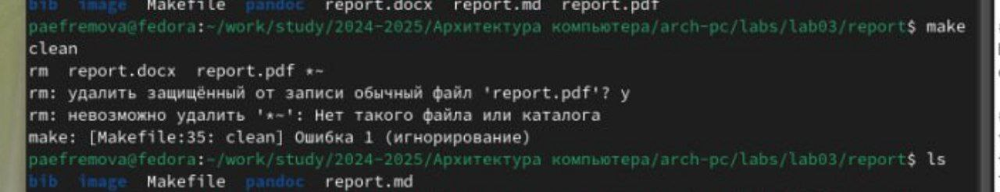 bib image Makefile pandoc report.docx report.md report.pdf
paefremova@fedora:~/work/study/2024-2025/Архитектура компьютера/arch-pc/labs/lab03/report$ make
clean
rm report.docx report.pdf *~
rm: удалить защищённый от записи обычный файл 'report.pdf'? y
rm: невозможно удалить '*~': Нет такого файла или каталога
make: [Makefile:35: clean] Ошибка 1 (игнорирование)
paefremova@fedora:~/work/study/2024-2025/Архитектура компьютера/arch-pc/labs/lab03/report$ ls
bib image Makefile pandoc report.md